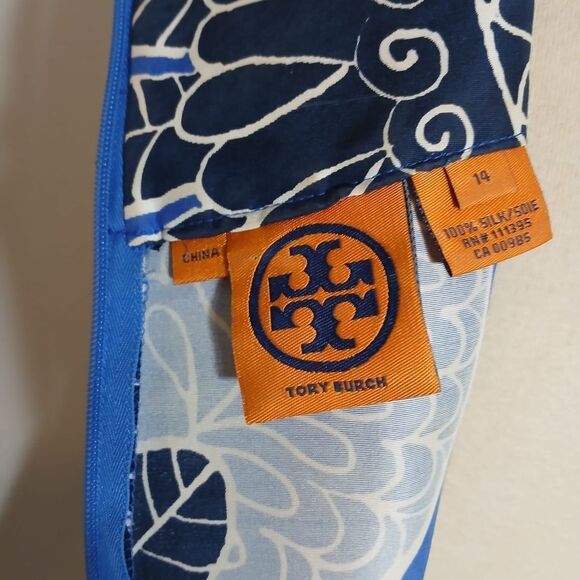 14
100% SILK/SOIE
RN# 111395
CA 00985
CHINA
TORY BURCH